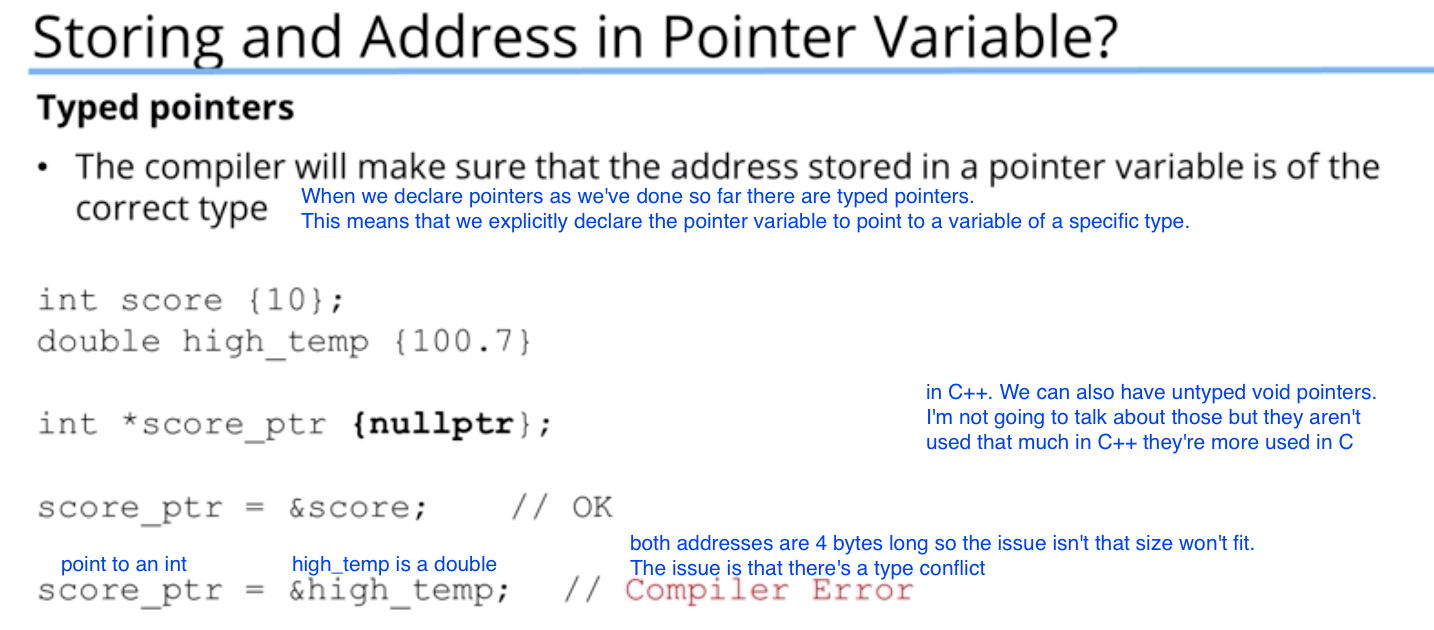 Storing and Address in Pointer Variable?
Typed pointers
• The compiler will make sure that the address stored in a pointer variable is of the
correct type
When we declare pointers as we've done so far there are typed pointers.
This means that we explicitly declare the pointer variable to point to a variable of a specific type.
int score {10};
double high_temp {100.7}
in C++. We can also have untyped void pointers.
I'm not going to talk about those but they aren't
used that much in C++ they're more used in C
int *score_ptr {nullptr};
score_ptr = &score; // OK
both addresses are 4 bytes long so the issue isn't that size won't fit.
The issue is that there's a type conflict
point to an int
high_temp is a double
score_ptr = &high_temp; // Compiler Error